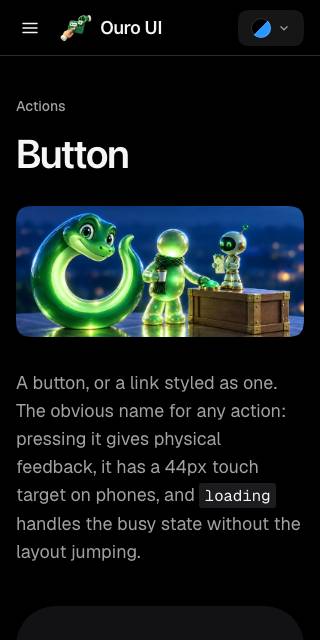 Ouro UI
Actions
Button
A button, or a link styled as one.
The obvious name for any action:
pressing it gives physical
feedback, it has a 44px touch
target on phones, and loading
handles the busy state without the
layout jumping.